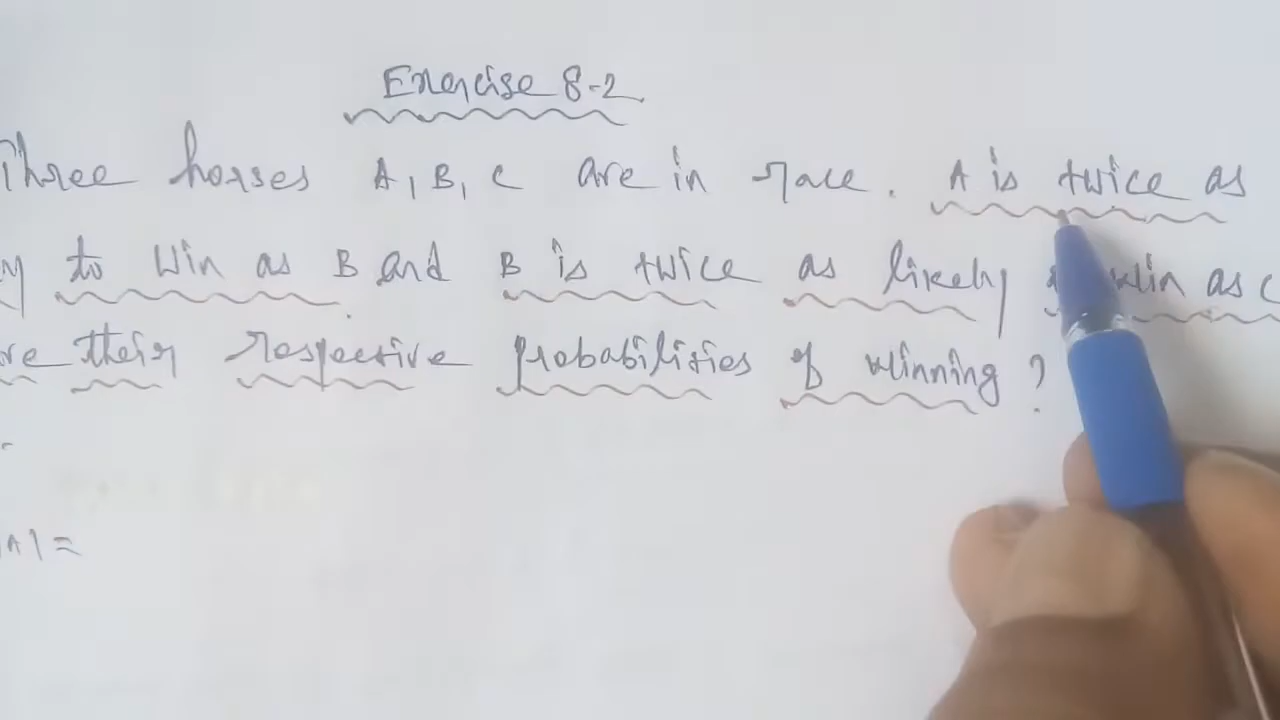 Exercise 8-2
Three horses A, B, C are in race. A is twice as
to win as B and B is twice as likely win as C
their respective probabilities of winning ?
A) =